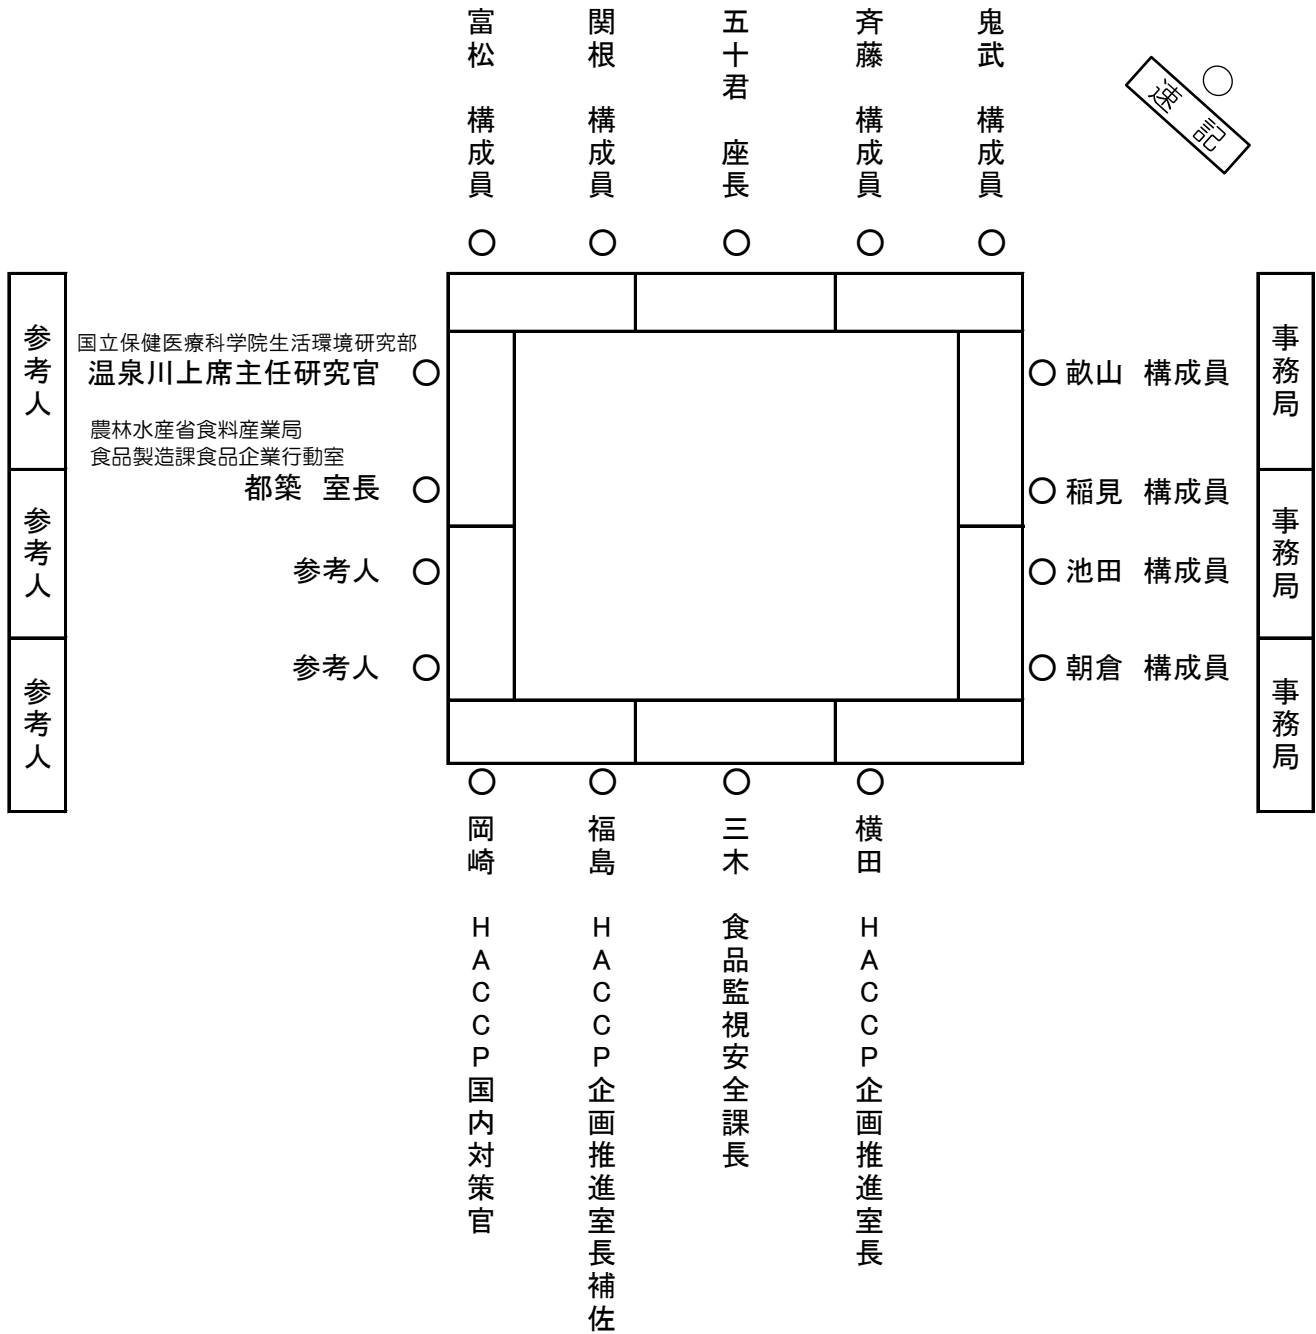 富松 構成員
関根 構成員
五十君 座長
斉藤 構成員
鬼武 構成員
速記
参考人
参考人
参考人
国立保健医療科学院生活環境研究部
温泉川上席主任研究官
農林水産省食料産業局
食品製造課食品企業行動室
都築 室長
参考人
参考人
畝山 構成員
稲見 構成員
池田 構成員
朝倉 構成員
事務局
事務局
事務局
岡崎 HACCP国内対策官
福島 HACCP企画推進室長補佐
三木 食品監視安全課長
横田 HACCP企画推進室長